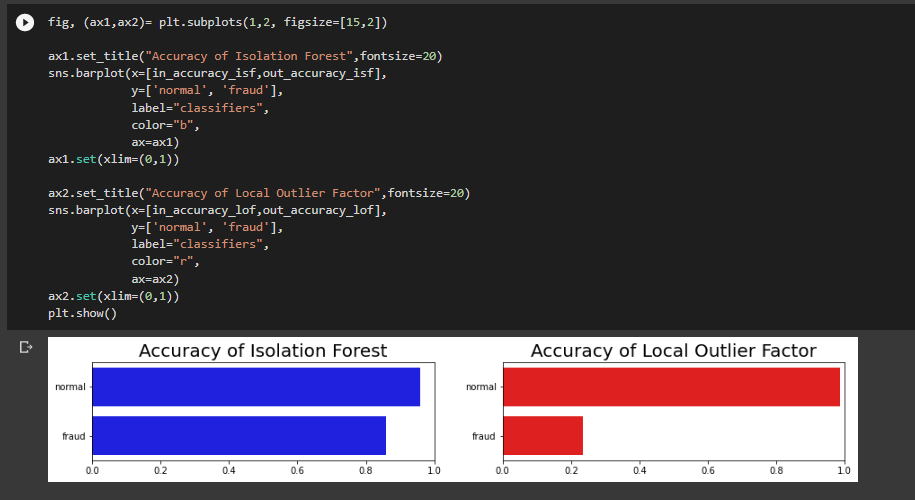 fig, (ax1,ax2)= plt.subplots(1,2, figsize=[15,2])
ax1.set_title("Accuracy of Isolation Forest",fontsize=20)
sns.barplot(x=[in_accuracy_isf,out_accuracy_isf],
y=['normal', 'fraud'],
label="classifiers",
color="b",
ax=ax1)
ax1.set(xlim=(0,1))
ax2.set_title("Accuracy of Local Outlier Factor",fontsize=20)
sns.barplot(x=[in_accuracy_lof,out_accuracy_lof],
y=['normal', 'fraud'],
label="classifiers",
color="r",
ax=ax2)
ax2.set(xlim=(0,1))
plt.show()
Accuracy of Isolation Forest
normal
fraud
0.0 0.2 0.4 0.6 0.8 1.0
Accuracy of Local Outlier Factor
normal
fraud
0.0 0.2 0.4 0.6 0.8 1.0